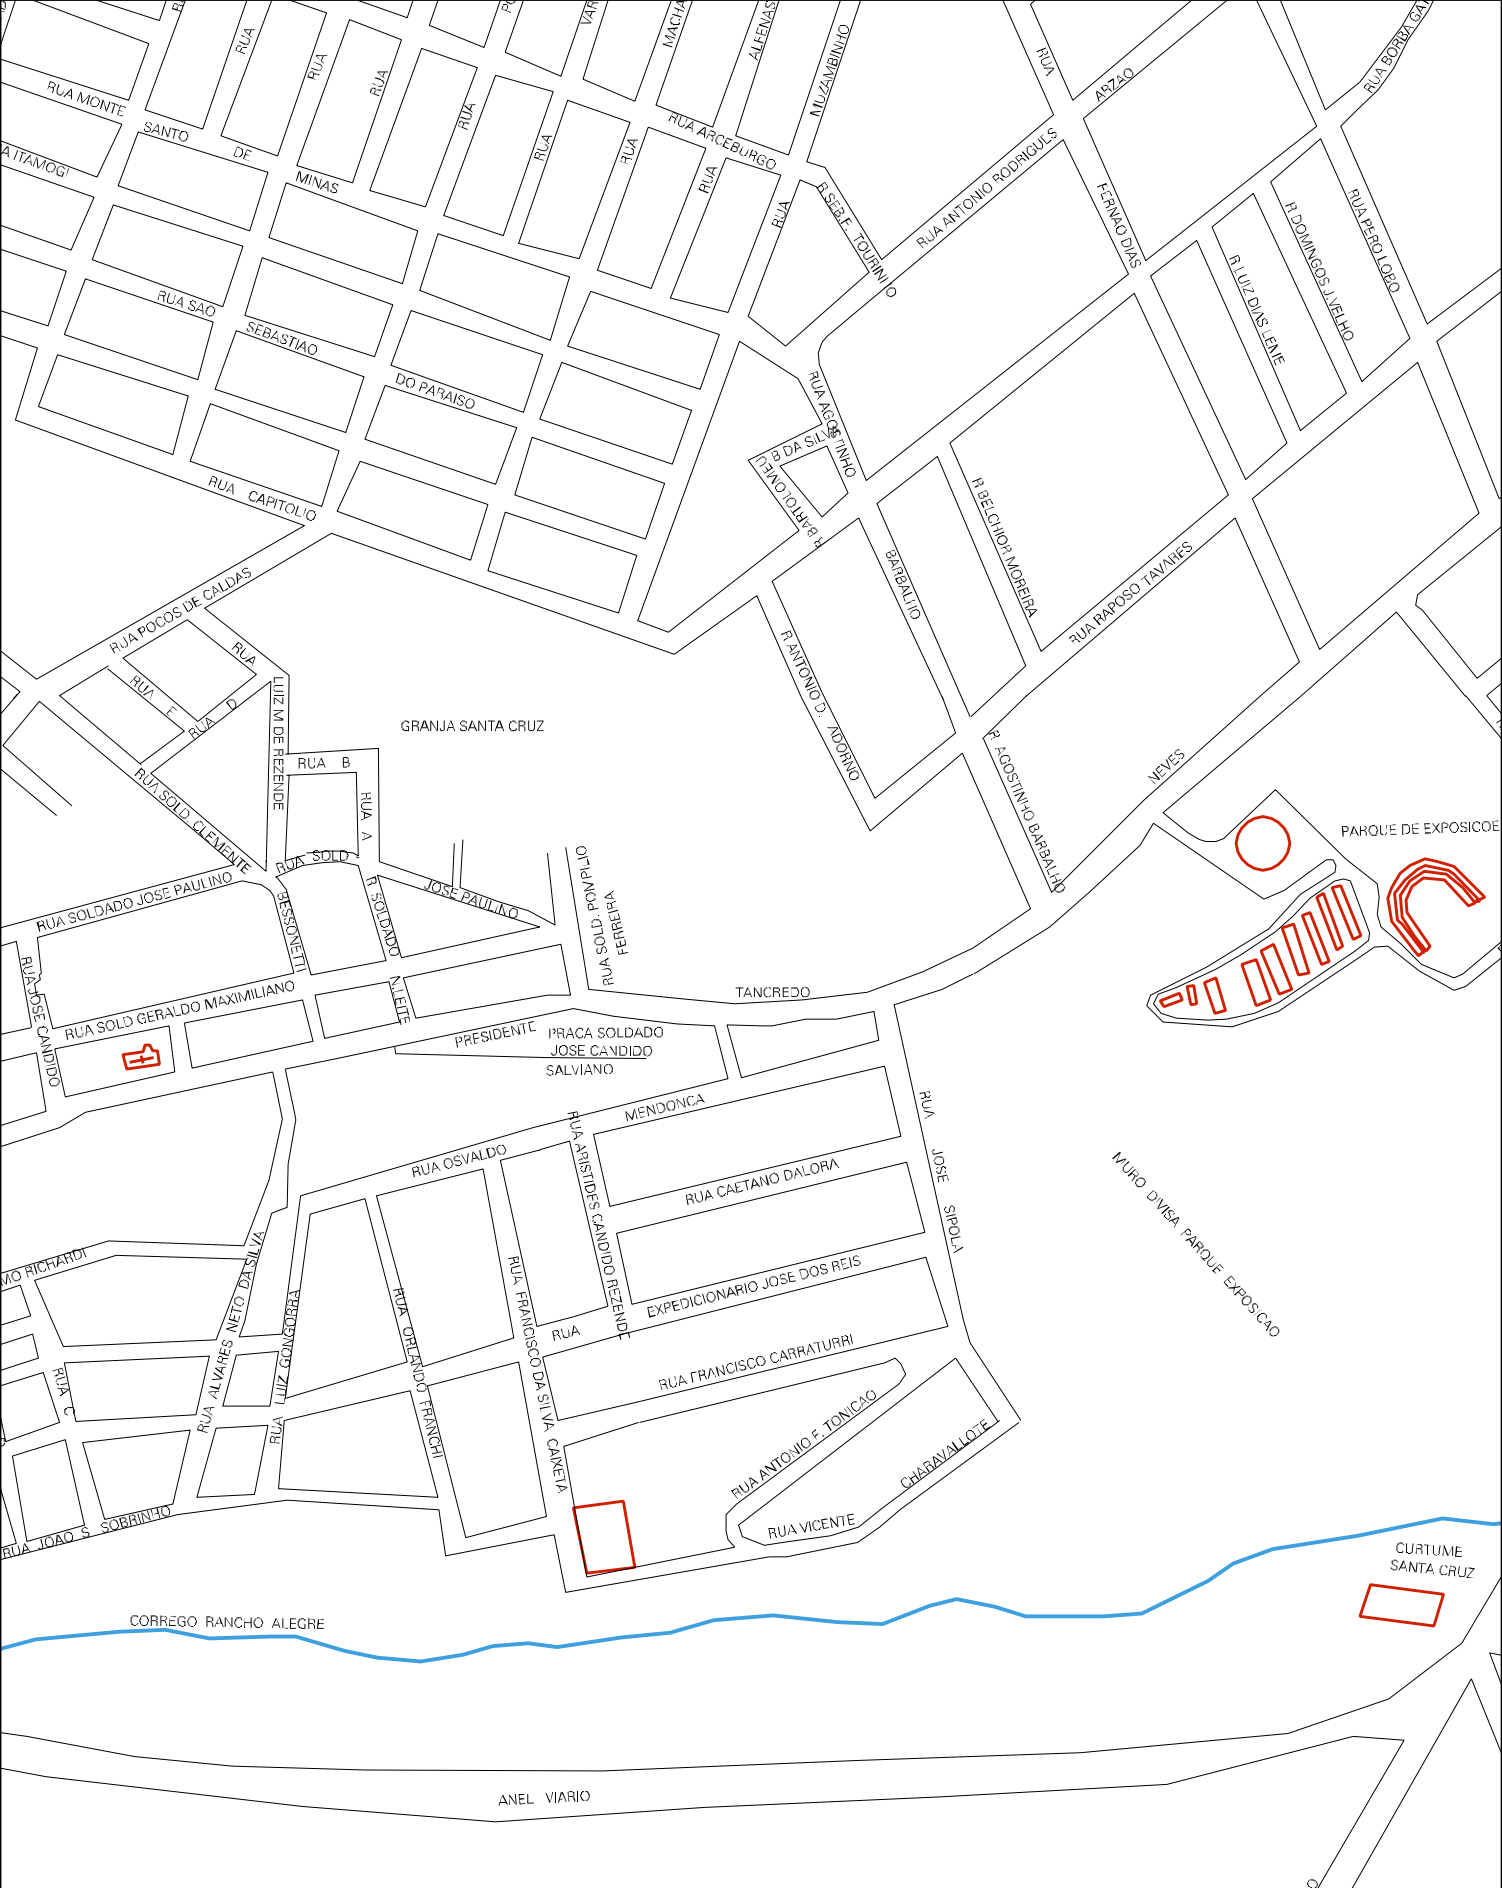 RUA
RUA
RUA
RUA
RUA
RUA
RUA
RUA
MACHA
ALFENAS
MUZAMBINHO
RUA
ARZAO
RUA BORBA GA
RUA MONTE
SANTO
DE
MINAS
RUA ARCEBURGO
A ITAMOGI
R SEB.F. TOURINHO
RUA ANTONIO RODRIGULS
FERNAO DIAS
RUA PERO LOBO
R DOMINGOS J.VELHO
R LUIZ DIAS LEME
RUA SAO
SEBASTIAO
DO PARAISO
RUA AGOSTINHO
B DA SILVA
R BARTOLOMEU
RUA CAPITOLIO
R BELCHIOR MOREIRA
BARBALHO
RUA RAPOSO TAVARES
RUA POCOS DE CALDAS
RUA
R ANTONIO D. ADORNO
RUA E
RUA D
LUIZ M DE REZENDE
GRANJA SANTA CRUZ
R AGOSTINHO BARBALHO
NEVES
RUA B
RUA SOLD. CLEMENTE
RUA A
PARQUE DE EXPOSICOE
RUA SOLD
JOSE PAULINO
RUA SOLDADO JOSE PAULINO
BESSONETTI
R SOLDADO
N.LEITE
RUA SOLD. POMPILIO
FERREIRA
RUA JOSE CANDIDO
RUA SOLD GERALDO MAXIMILIANO
TANCREDO
PRESIDENTE
PRACA SOLDADO
JOSE CANDIDO
SALVIANO
MENDONCA
RUA
JOSE
SIPOLA
RUA OSVALDO
RUA ARISTIDES CANDIDO REZENDE
RUA CAETANO DALORA
MURO DIVISA PARQUE EXPOSICAO
MO RICHARDI
RUA ALVARES NETO DA SILVA
RUA LUIZ GONGORRA
RUA ORLANDO FRANCHI
RUA FRANCISCO DA SILVA CAIXETA
RUA
EXPEDICIONARIO JOSE DOS REIS
RUA FRANCISCO CARRATURRI
RUA C
RUA ANTONIO F. TONICAO
CHARAVALLOTE
RUA VICENTE
RUA JOAO S SOBRINHO
CURTUME
SANTA CRUZ
CORREGO RANCHO ALEGRE
ANEL VIARIO